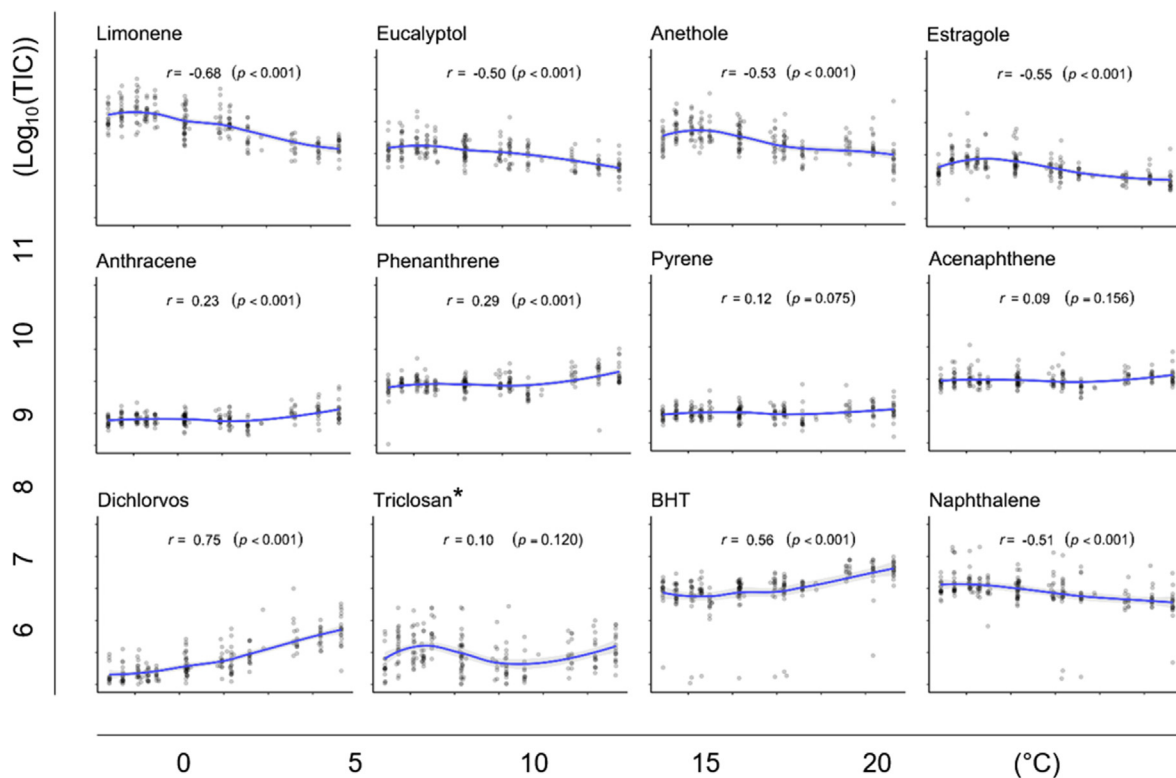 (Log₁₀(TIC))
11
10
9
8
7
6
Limonene
r = -0.68 (p < 0.001)
Eucalyptol
r = -0.50 (p < 0.001)
Anethole
r = -0.53 (p < 0.001)
Estragole
r = -0.55 (p < 0.001)
Anthracene
r = 0.23 (p < 0.001)
Phenanthrene
r = 0.29 (p < 0.001)
Pyrene
r = 0.12 (p = 0.075)
Acenaphthene
r = 0.09 (p = 0.156)
Dichlorvos
r = 0.75 (p < 0.001)
Triclosan*
r = 0.10 (p = 0.120)
BHT
r = 0.56 (p < 0.001)
Naphthalene
r = -0.51 (p < 0.001)
0 5 10 15 20 (°C)